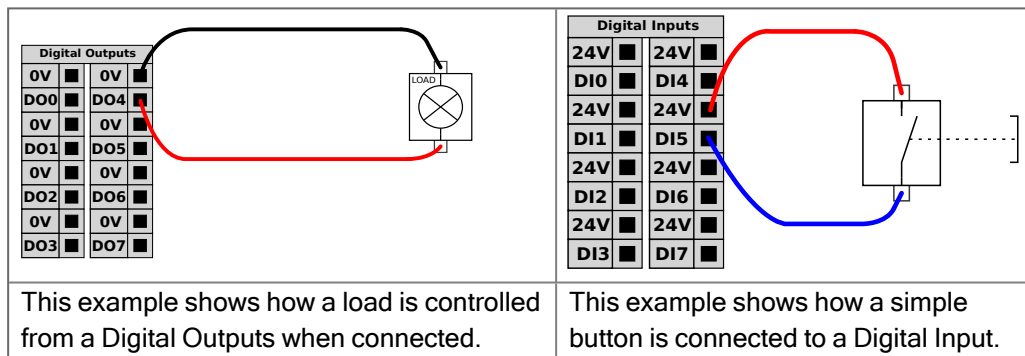 Digital Outputs
0V 0V
DO0 DO4
0V 0V
DO1 DO5
0V 0V
DO2 DO6
0V 0V
DO3 DO7
LOAD
This example shows how a load is controlled
from a Digital Outputs when connected.
Digital Inputs
24V 24V
DI0 DI4
24V 24V
DI1 DI5
24V 24V
DI2 DI6
24V 24V
DI3 DI7
This example shows how a simple
button is connected to a Digital Input.